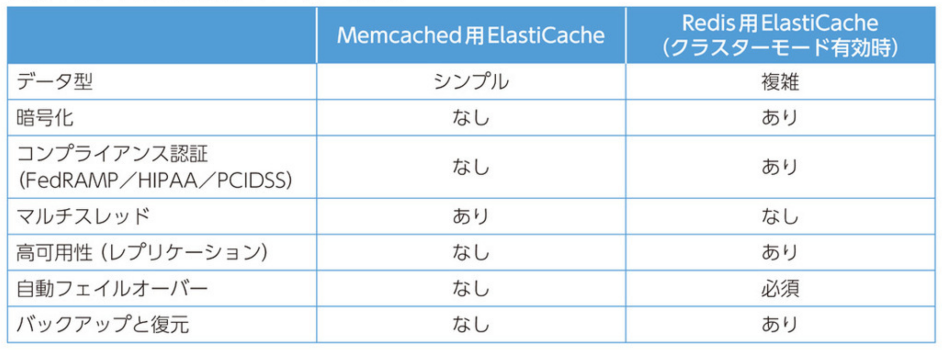 Memcached用ElastiCache
Redis用ElastiCache
（クラスターモード有効時）
データ型 シンプル 複雑
暗号化 なし あり
コンプライアンス認証
（FedRAMP／HIPAA／PCIDSS） なし あり
マルチスレッド あり なし
高可用性（レプリケーション） なし あり
自動フェイルオーバー なし 必須
バックアップと復元 なし あり